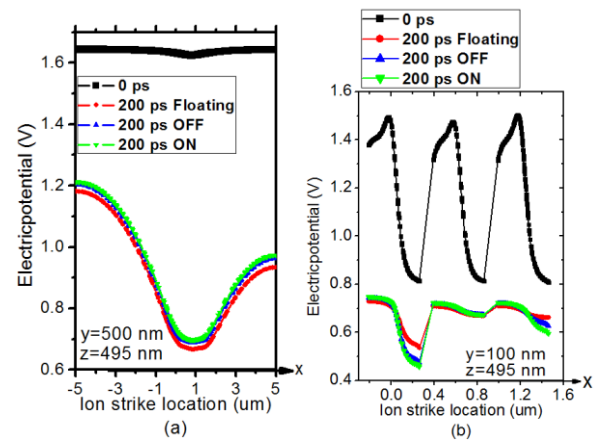 0 ps
200 ps Floating
200 ps OFF
200 ps ON
Electricpotential (V)
1.6
1.4
1.2
1.0
0.8
0.6
y=500 nm
z=495 nm
-5 -3 -1 1 3 5
X
Ion strike location (um)
(a)
0 ps
200 ps Floating
200 ps OFF
200 ps ON
Electricpotential (V)
1.6
1.4
1.2
1.0
0.8
0.6
0.4
y=100 nm
z=495 nm
0.0 0.4 0.8 1.2 1.6
X
Ion strike location (um)
(b)